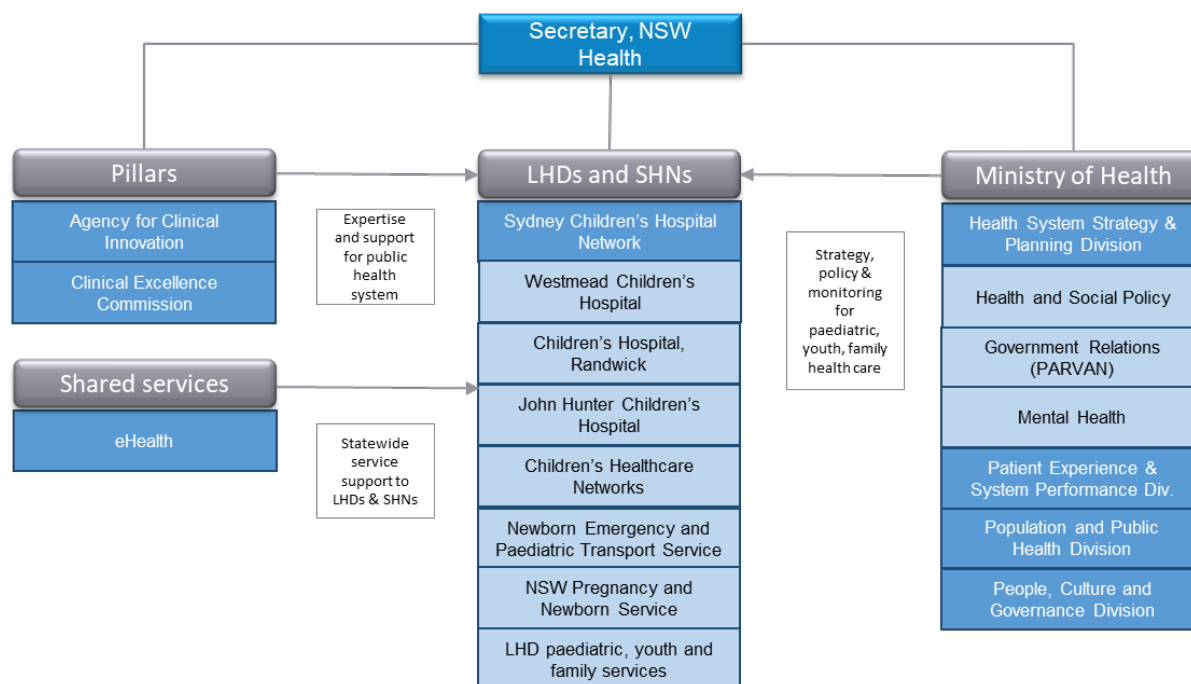 Secretary, NSW
Health
Pillars
Agency for Clinical
Innovation
Clinical Excellence
Commission
Expertise
and support
for public
health
system
Shared services
eHealth
Statewide
service
support to
LHDs & SHNs
LHDs and SHNs
Sydney Children's Hospital
Network
Westmead Children's
Hospital
Children's Hospital,
Randwick
John Hunter Children's
Hospital
Children's Healthcare
Networks
Newborn Emergency and
Paediatric Transport Service
NSW Pregnancy and
Newborn Service
LHD paediatric, youth and
family services
Strategy,
policy &
monitoring
for
paediatric,
youth, family
health care
Ministry of Health
Health System Strategy &
Planning Division
Health and Social Policy
Government Relations
(PARVAN)
Mental Health
Patient Experience &
System Performance Div.
Population and Public
Health Division
People, Culture and
Governance Division